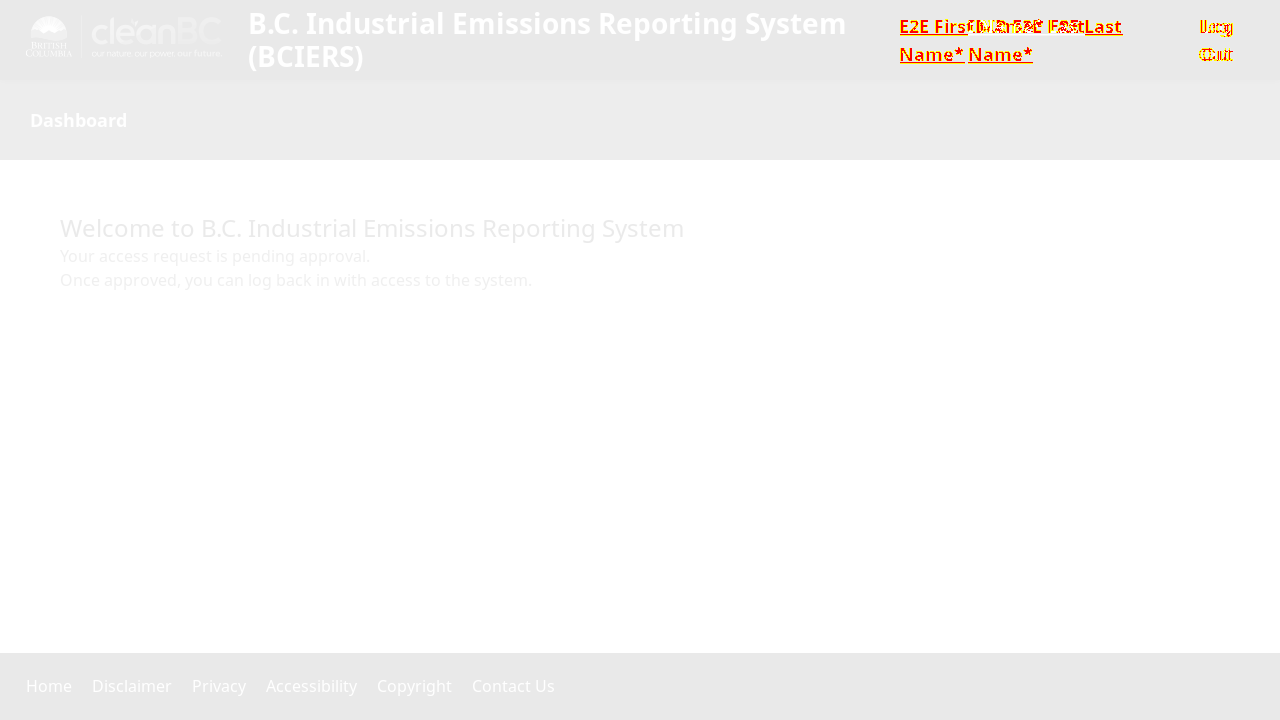 BRITISH
COLUMBIA
cleanBC
our nature. our power. our future.
B.C. Industrial Emissions Reporting System
(BCIERS)
E2E First Last
Name* Name*
Log
Out
Dashboard
Welcome to B.C. Industrial Emissions Reporting System
Your access request is pending approval.
Once approved, you can log back in with access to the system.
Home Disclaimer Privacy Accessibility Copyright Contact Us